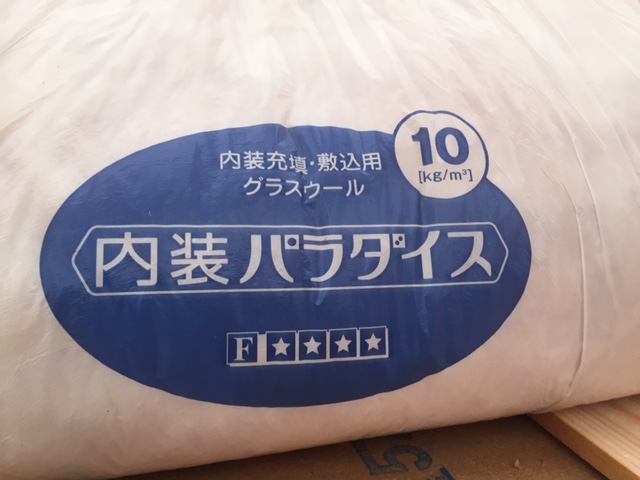 10
[kg/m³]
内装充填・敷込用
グラスウール
内装パラダイス
F★★★★
5